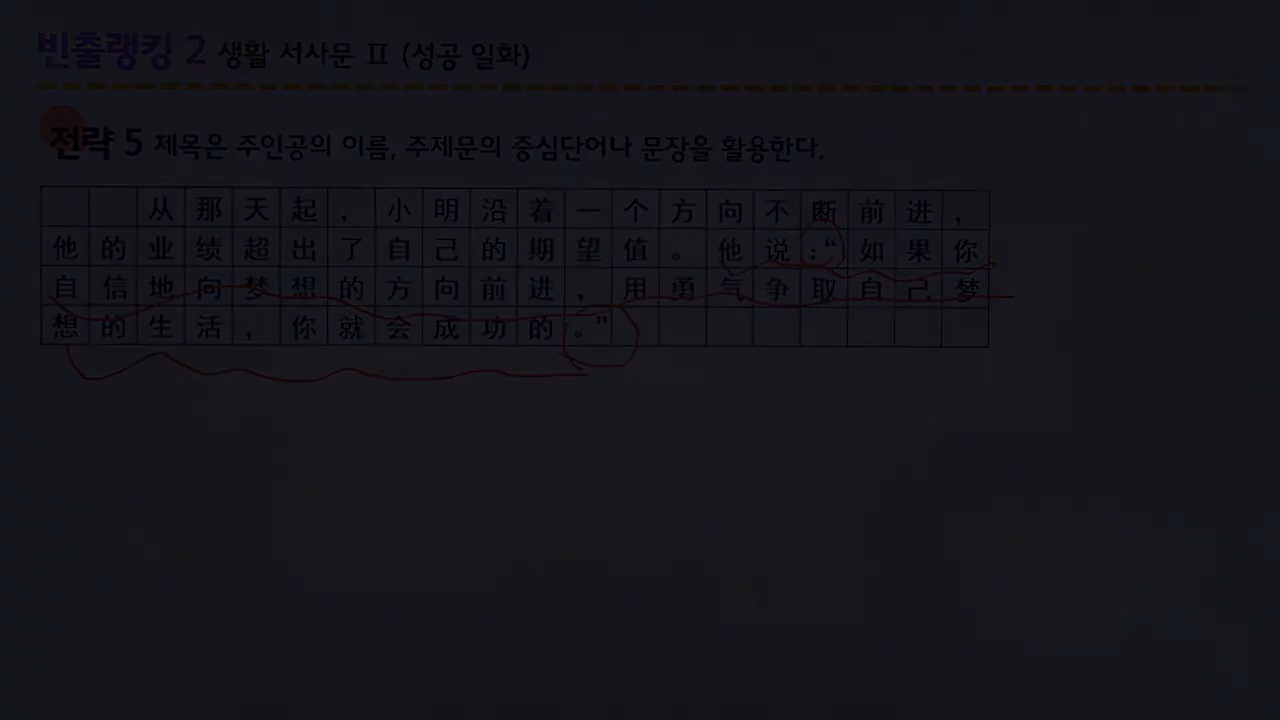 빈출랭킹 2 생활 서사문 Ⅱ (성공 일화)
전략 5 제목은 주인공의 이름, 주제문의 중심단어나 문장을 활용한다.
从那天起，小明沿着一个方向不断前进，
他的业绩超出了自己的期望值。他说：“如果你
自信地向梦想的方向前进，用勇气争取自己梦
想的生活，你就会成功的。”